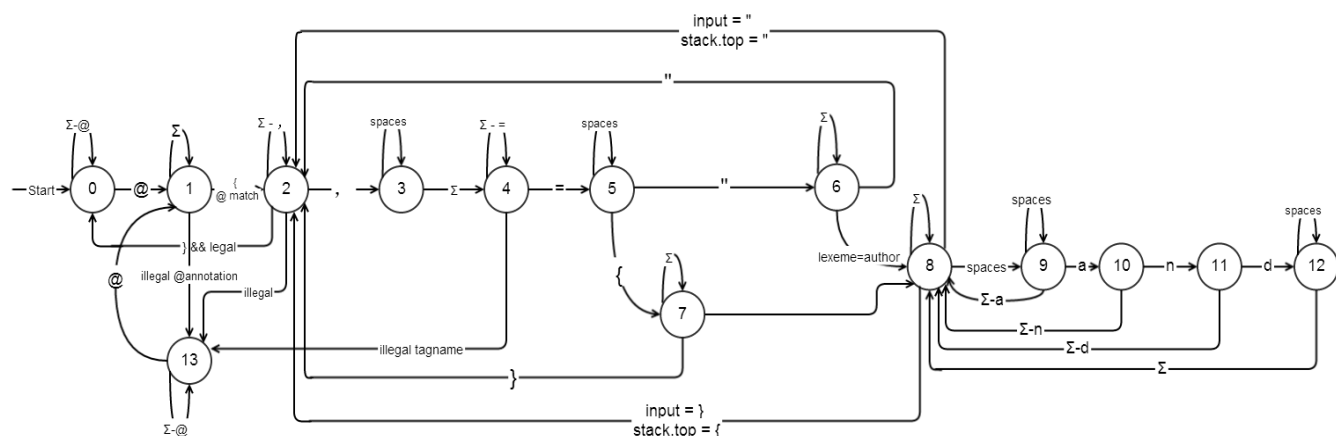 input = "
stack.top = "
"
Σ-@
Σ
Σ - ,
spaces
Σ - =
spaces
Σ
Start
0
@
1
{
@ match
2
,
3
Σ
4
=
5
"
6
} && legal
@
illegal @annotation
illegal
{
Σ
7
lexeme=author
Σ
8
spaces
spaces
9
a
10
n
11
d
spaces
12
Σ-a
Σ-n
Σ-d
Σ
13
illegal tagname
}
Σ-@
input = }
stack.top = {